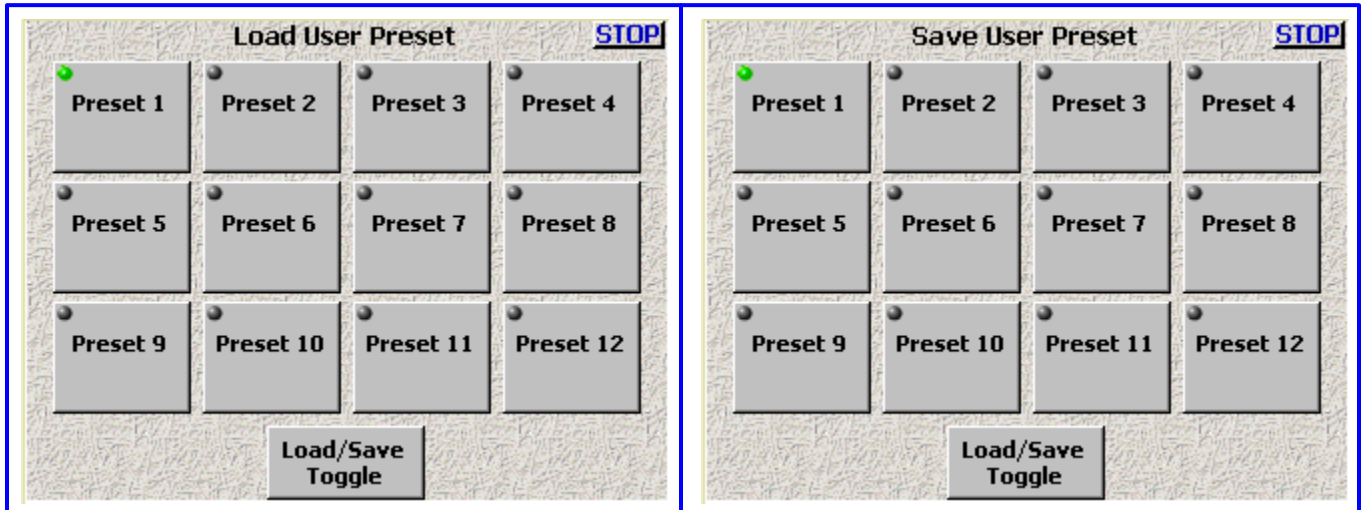 Load User Preset STOP
Preset 1 Preset 2 Preset 3 Preset 4
Preset 5 Preset 6 Preset 7 Preset 8
Preset 9 Preset 10 Preset 11 Preset 12
Load/Save
Toggle
Save User Preset STOP
Preset 1 Preset 2 Preset 3 Preset 4
Preset 5 Preset 6 Preset 7 Preset 8
Preset 9 Preset 10 Preset 11 Preset 12
Load/Save
Toggle